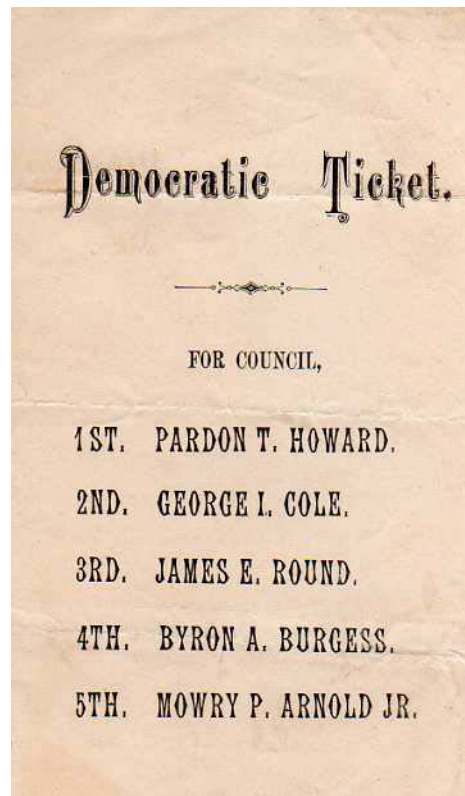 Democratic Ticket.
FOR COUNCIL,
1ST. PARDON T. HOWARD.
2ND. GEORGE I. COLE.
3RD. JAMES E. ROUND.
4TH. BYRON A. BURGESS.
5TH. MOWRY P. ARNOLD JR.